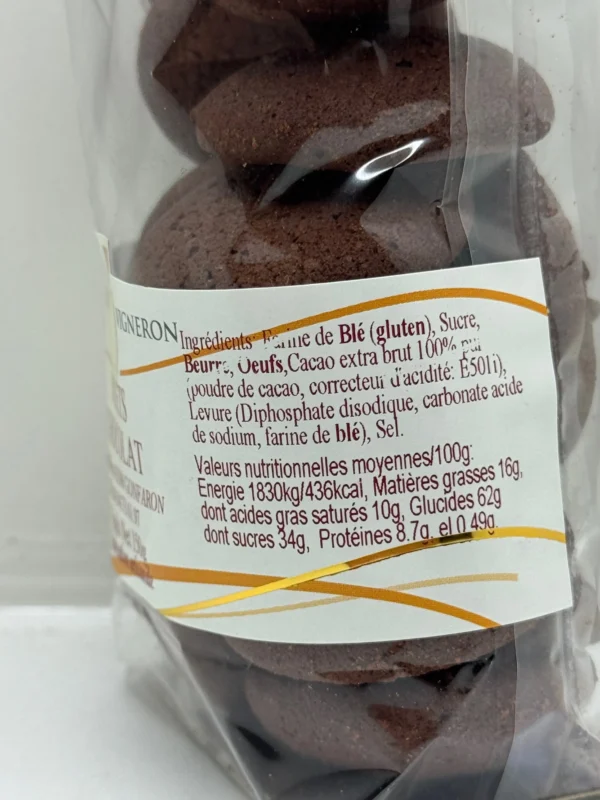 VIGNERON
Ingrédients: Farine de Blé (gluten), Sucre,
Beurre, Oeufs,Cacao extra brut 100% pur
(poudre de cacao, correcteur d'acidité: E501i),
Levure (Diphosphate disodique, carbonate acide
de sodium, farine de blé), Sel.
Valeurs nutritionnelles moyennes/100g:
Energie 1830kg/436kcal, Matières grasses 16g,
dont acides gras saturés 10g, Glucides 62g
dont sucres 34g, Protéines 8.7g, el 0.49g.